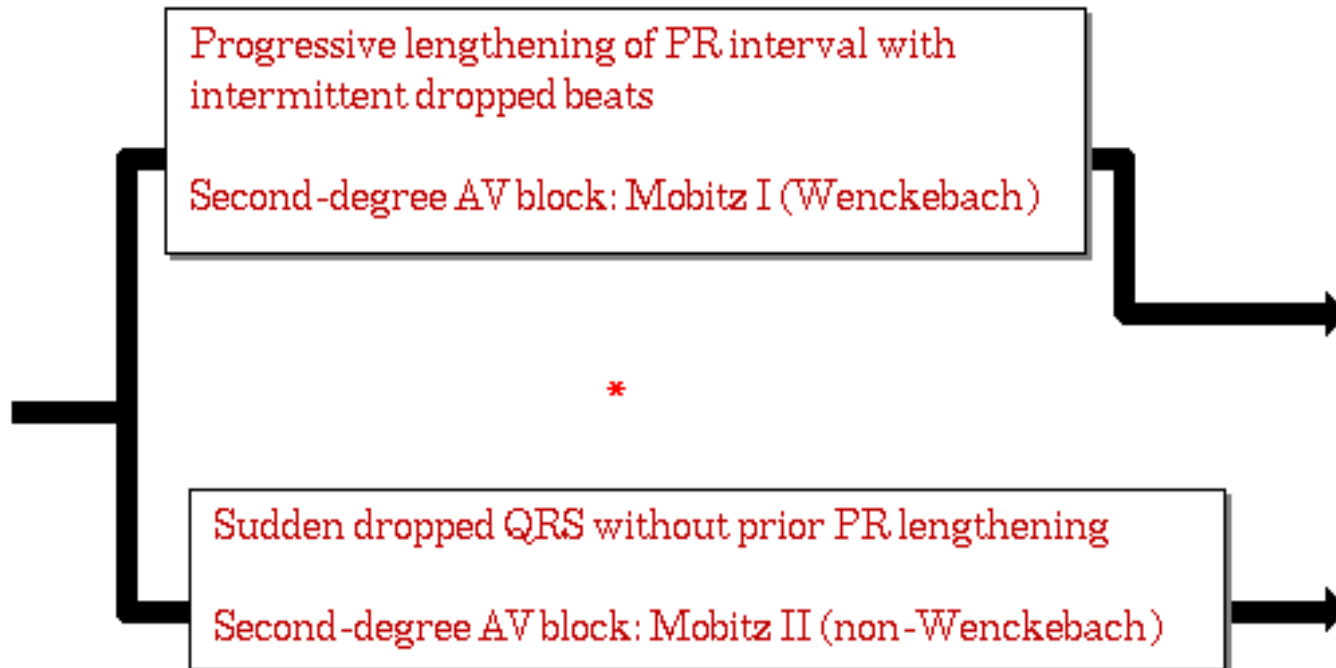 Progressive lengthening of PR interval with
intermittent dropped beats
Second-degree AV block: Mobitz I (Wenckebach)
*
Sudden dropped QRS without prior PR lengthening
Second-degree AV block: Mobitz II (non-Wenckebach)